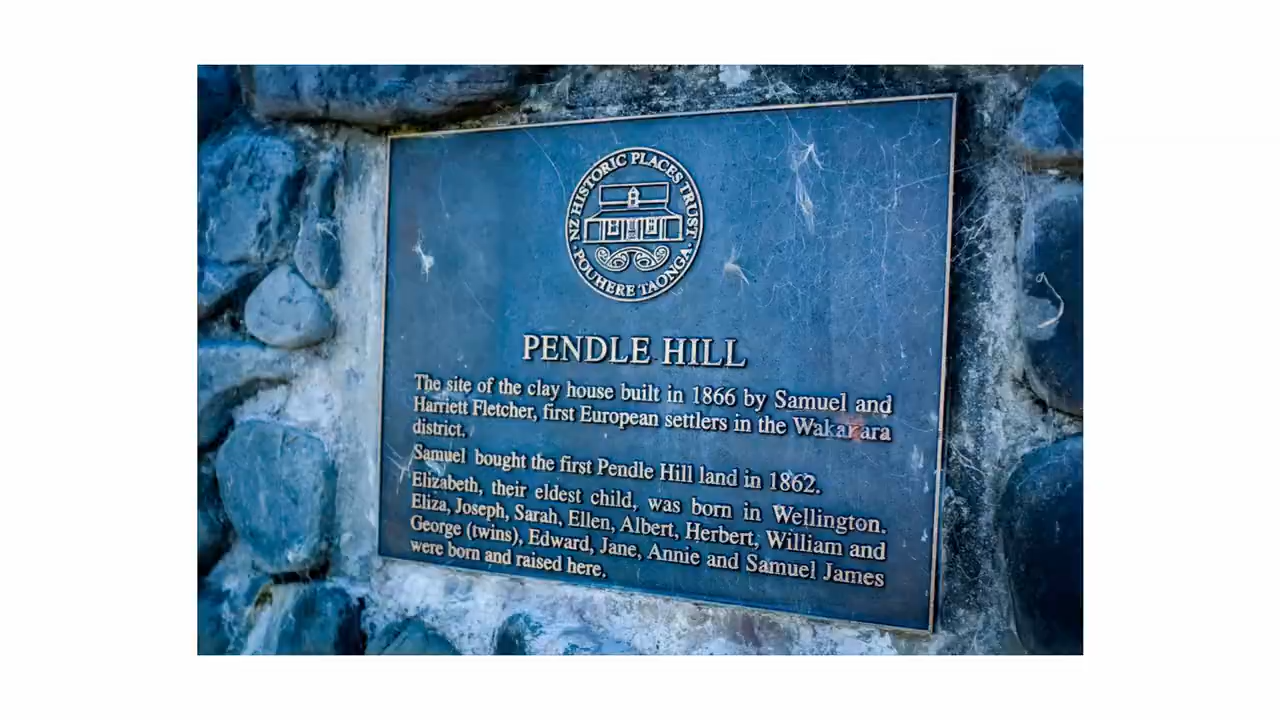 NZ HISTORIC PLACES TRUST
· POUHERE TAONGA ·
PENDLE HILL
The site of the clay house built in 1866 by Samuel and
Harriett Fletcher, first European settlers in the Wakarara
district.
Samuel bought the first Pendle Hill land in 1862.
Elizabeth, their eldest child, was born in Wellington.
Eliza, Joseph, Sarah, Ellen, Albert, Herbert, William and
George (twins), Edward, Jane, Annie and Samuel James
were born and raised here.